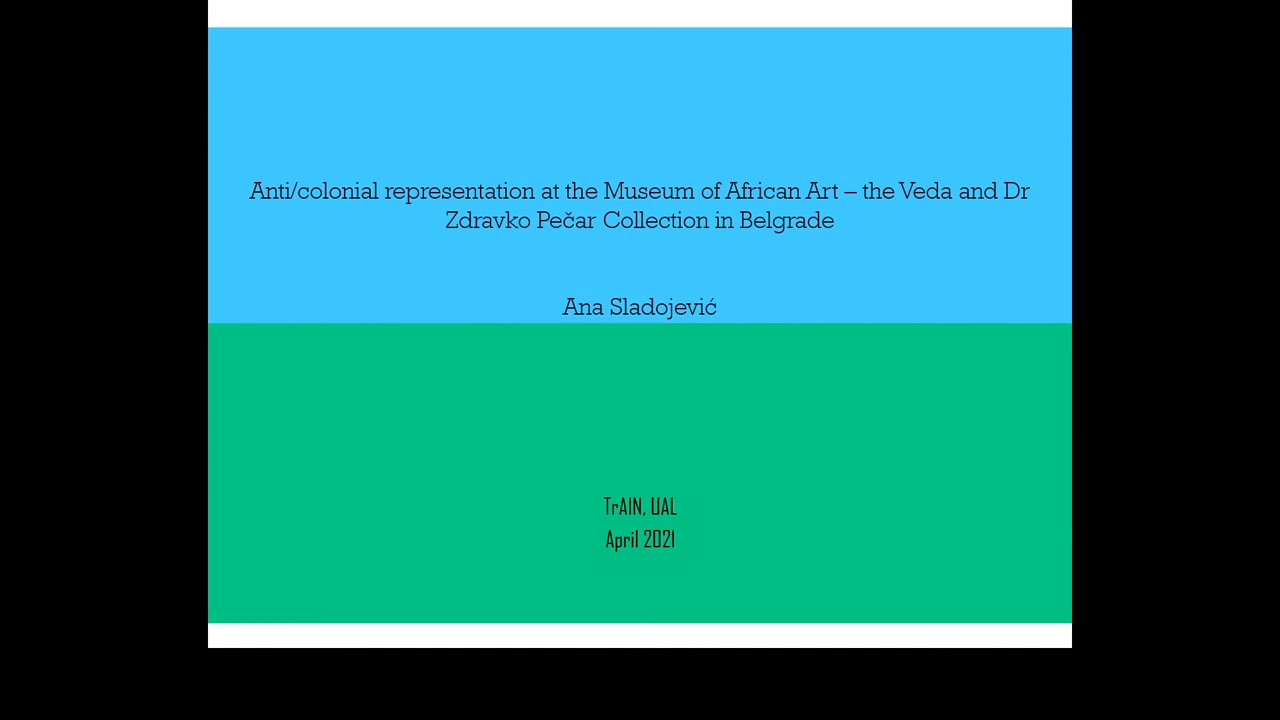 Anti/colonial representation at the Museum of African Art – the Veda and Dr
Zdravko Pečar Collection in Belgrade
Ana Sladojević
TrAIN, UAL
April 2021